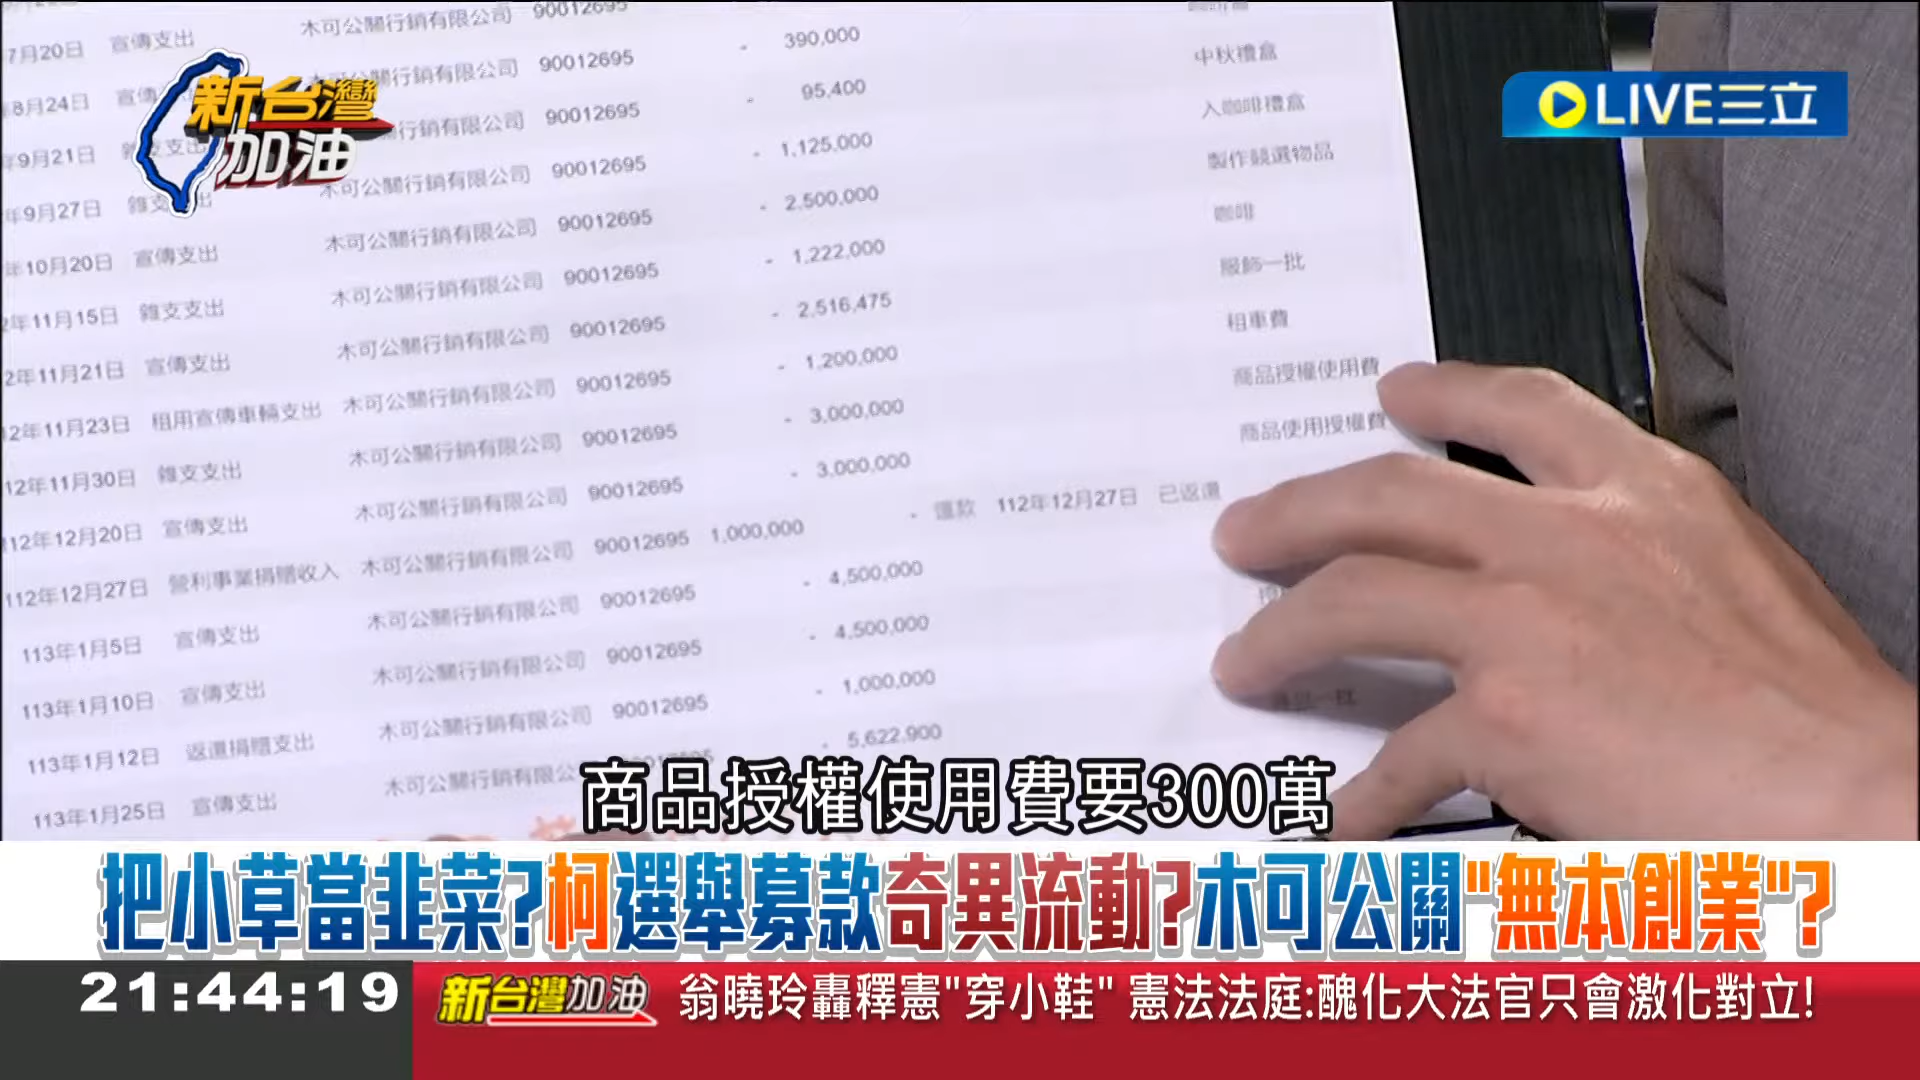 7月20日 宣傳支出 木可公關行銷有限公司 90012695
年8月24日 公關行銷有限公司 90012695 - 390,000
年9月21日 支出 公關行銷有限公司 90012695 - 95,400 中秋禮盒
年9月27日 雜支 木可公關行銷有限公司 90012695 - 1,125,000 入咖啡禮盒
年10月20日 宣傳支出 木可公關行銷有限公司 90012695 - 2,500,000 製作競選物品
2年11月15日 雜支支出 木可公關行銷有限公司 90012695 - 1,222,000 咖啡
2年11月21日 宣傳支出 木可公關行銷有限公司 90012695 - 2,516,475 服飾一批
12年11月23日 租用宣傳車輛支出 木可公關行銷有限公司 90012695 - 1,200,000 租車費
12年11月30日 雜支支出 木可公關行銷有限公司 90012695 - 3,000,000 商品授權使用費
112年12月20日 宣傳支出 木可公關行銷有限公司 90012695 - 3,000,000 商品使用授權費
112年12月27日 營利事業捐贈收入 木可公關行銷有限公司 90012695 1,000,000 - 匯款 112年12月27日 已返還
113年1月5日 宣傳支出 木可公關行銷有限公司 90012695 - 4,500,000
113年1月10日 宣傳支出 木可公關行銷有限公司 90012695 - 4,500,000
113年1月12日 返還捐贈支出 木可公關行銷有限公司 90012695 - 1,000,000
113年1月25日 宣傳支出 木可公關行銷有限公 - 5,622,900
新台灣
加油
LIVE三立
商品授權使用費要300萬
把小草當韭菜?柯選舉募款奇異流動?木可公關"無本創業"?
21:44:19 新台灣加油 翁曉玲轟釋憲"穿小鞋" 憲法法庭:醜化大法官只會激化對立!